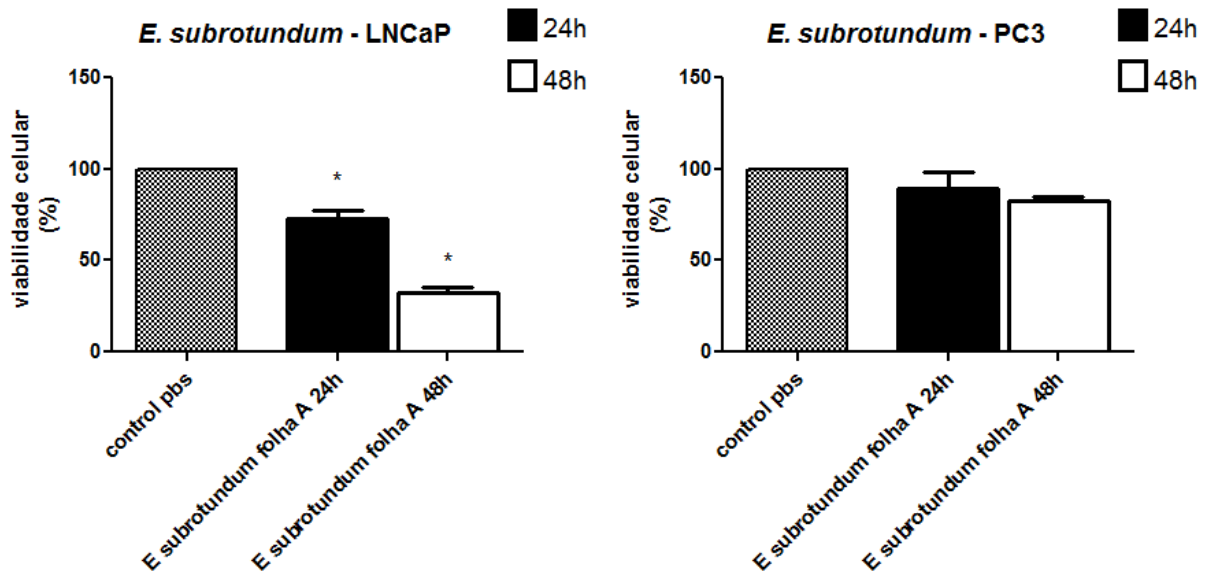 E. subrotundum - LNCaP
24h
48h
viabilidade celular
(%)
150
100
50
0
*
*
control pbs
E subrotundum folha A 24h
E subrotundum folha A 48h
E. subrotundum - PC3
24h
48h
viabilidade celular
(%)
150
100
50
0
control pbs
E subrotundum folha A 24h
E subrotundum folha A 48h